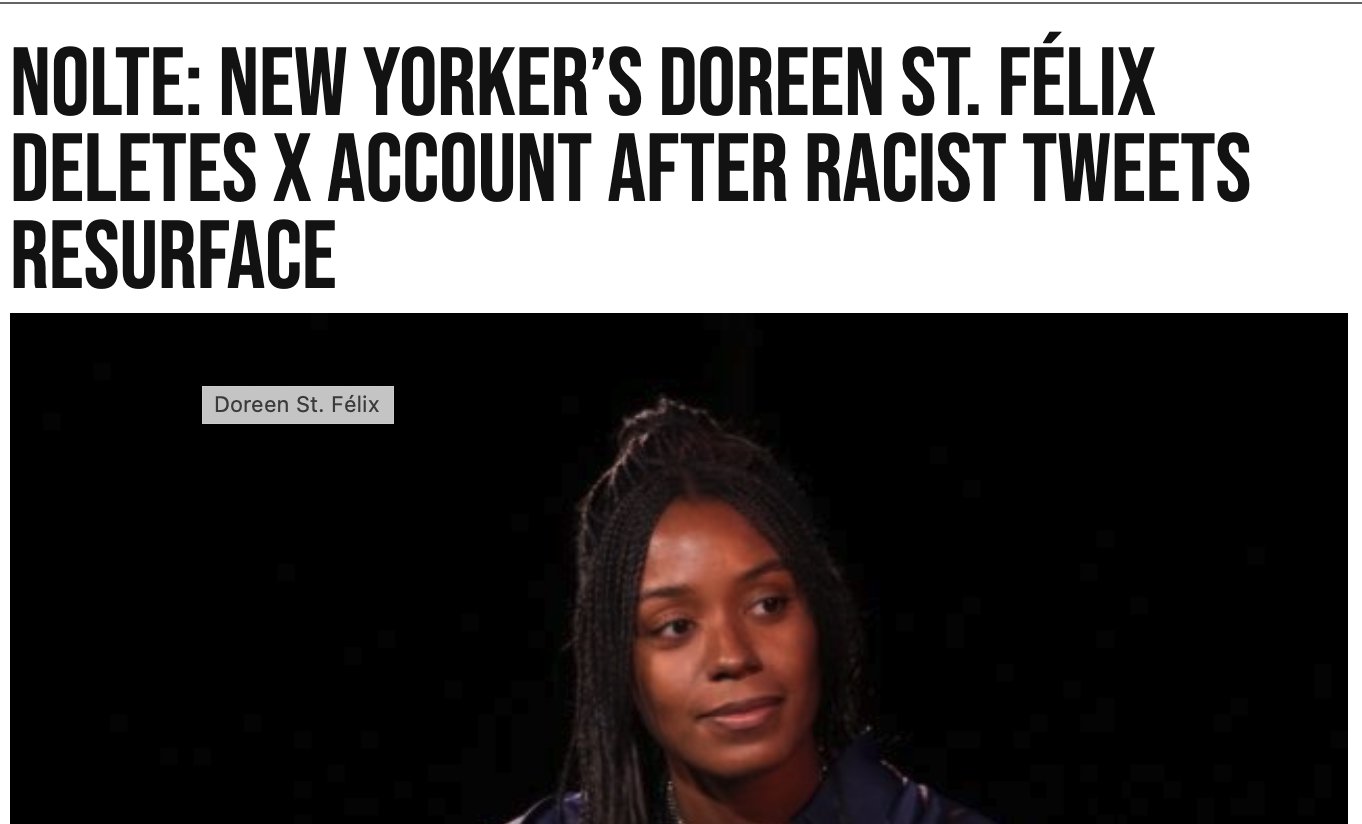 NOLTE: NEW YORKER’S DOREEN ST. FÉLIX
DELETES X ACCOUNT AFTER RACIST TWEETS
RESURFACE
Doreen St. Félix